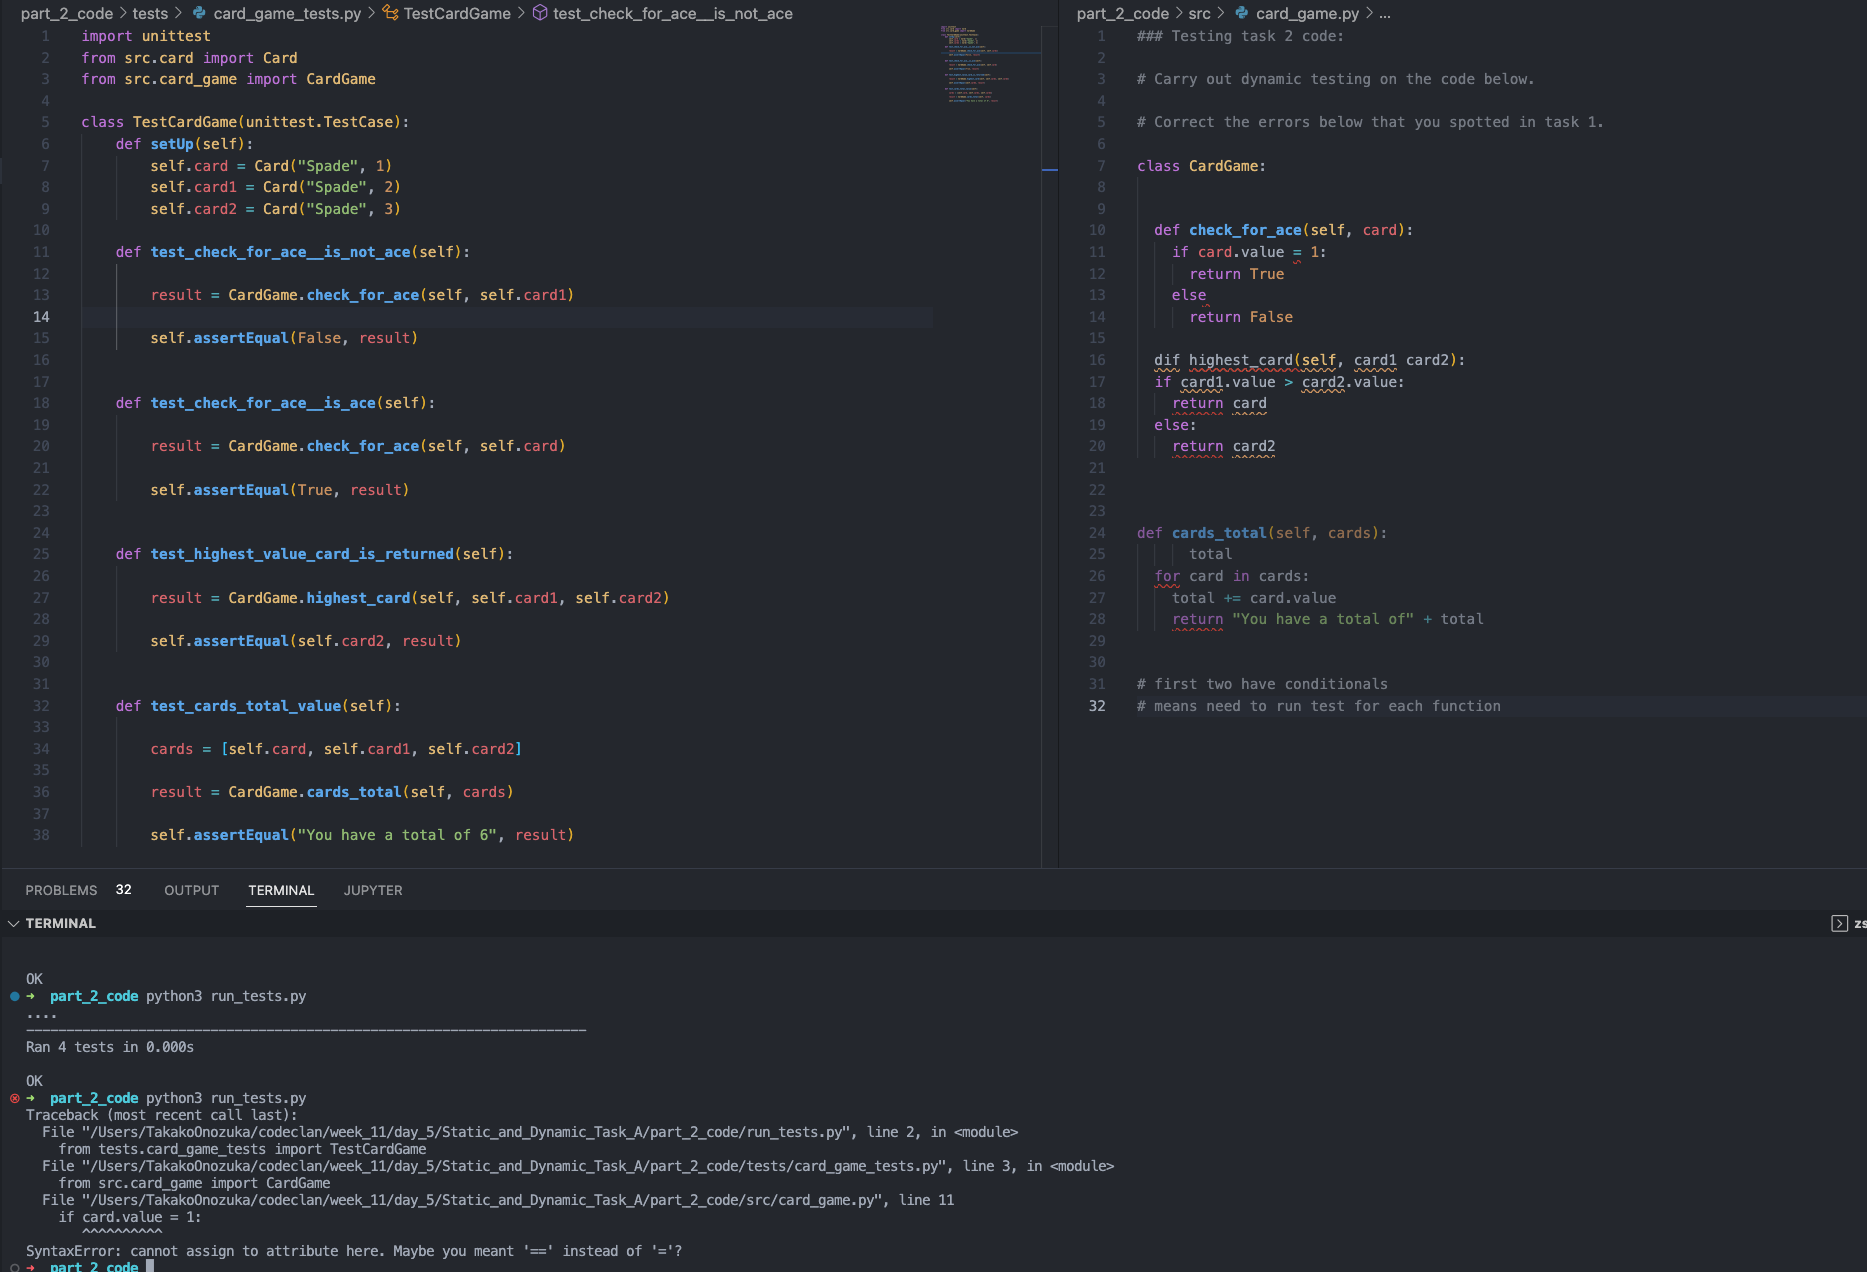 part_2_code > tests > card_game_tests.py > TestCardGame > test_check_for_ace__is_not_ace
1 import unittest
2 from src.card import Card
3 from src.card_game import CardGame
4
5 class TestCardGame(unittest.TestCase):
6 def setUp(self):
7 self.card = Card("Spade", 1)
8 self.card1 = Card("Spade", 2)
9 self.card2 = Card("Spade", 3)
10
11 def test_check_for_ace__is_not_ace(self):
12
13 result = CardGame.check_for_ace(self, self.card1)
14
15 self.assertEqual(False, result)
16
17
18 def test_check_for_ace__is_ace(self):
19
20 result = CardGame.check_for_ace(self, self.card)
21
22 self.assertEqual(True, result)
23
24
25 def test_highest_value_card_is_returned(self):
26
27 result = CardGame.highest_card(self, self.card1, self.card2)
28
29 self.assertEqual(self.card2, result)
30
31
32 def test_cards_total_value(self):
33
34 cards = [self.card, self.card1, self.card2]
35
36 result = CardGame.cards_total(self, cards)
37
38 self.assertEqual("You have a total of 6", result)
part_2_code > src > card_game.py > ...
1 ### Testing task 2 code:
2
3 # Carry out dynamic testing on the code below.
4
5 # Correct the errors below that you spotted in task 1.
6
7 class CardGame:
8
9
10 def check_for_ace(self, card):
11 if card.value = 1:
12 return True
13 else
14 return False
15
16 dif highest_card(self, card1 card2):
17 if card1.value > card2.value:
18 return card
19 else:
20 return card2
21
22
23
24 def cards_total(self, cards):
25 total
26 for card in cards:
27 total += card.value
28 return "You have a total of" + total
29
30
31 # first two have conditionals
32 # means need to run test for each function
PROBLEMS 32 OUTPUT TERMINAL JUPYTER
TERMINAL
zs
OK
➜ part_2_code python3 run_tests.py
....
----------------------------------------------------------------------
Ran 4 tests in 0.000s
OK
➜ part_2_code python3 run_tests.py
Traceback (most recent call last):
File "/Users/TakakoOnozuka/codeclan/week_11/day_5/Static_and_Dynamic_Task_A/part_2_code/run_tests.py", line 2, in <module>
from tests.card_game_tests import TestCardGame
File "/Users/TakakoOnozuka/codeclan/week_11/day_5/Static_and_Dynamic_Task_A/part_2_code/tests/card_game_tests.py", line 3, in <module>
from src.card_game import CardGame
File "/Users/TakakoOnozuka/codeclan/week_11/day_5/Static_and_Dynamic_Task_A/part_2_code/src/card_game.py", line 11
if card.value = 1:
^^^^^^^^^^
SyntaxError: cannot assign to attribute here. Maybe you meant '==' instead of '='?
➜ part_2_code